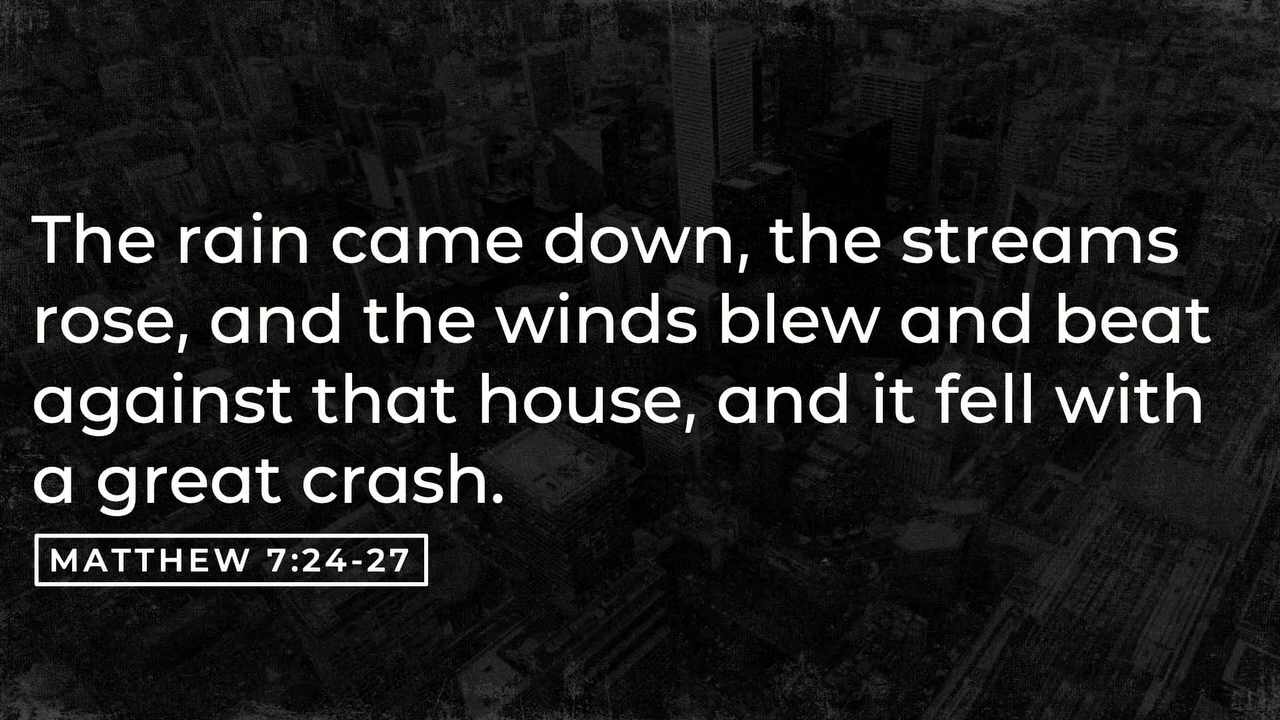 The rain came down, the streams
rose, and the winds blew and beat
against that house, and it fell with
a great crash.
MATTHEW 7:24-27